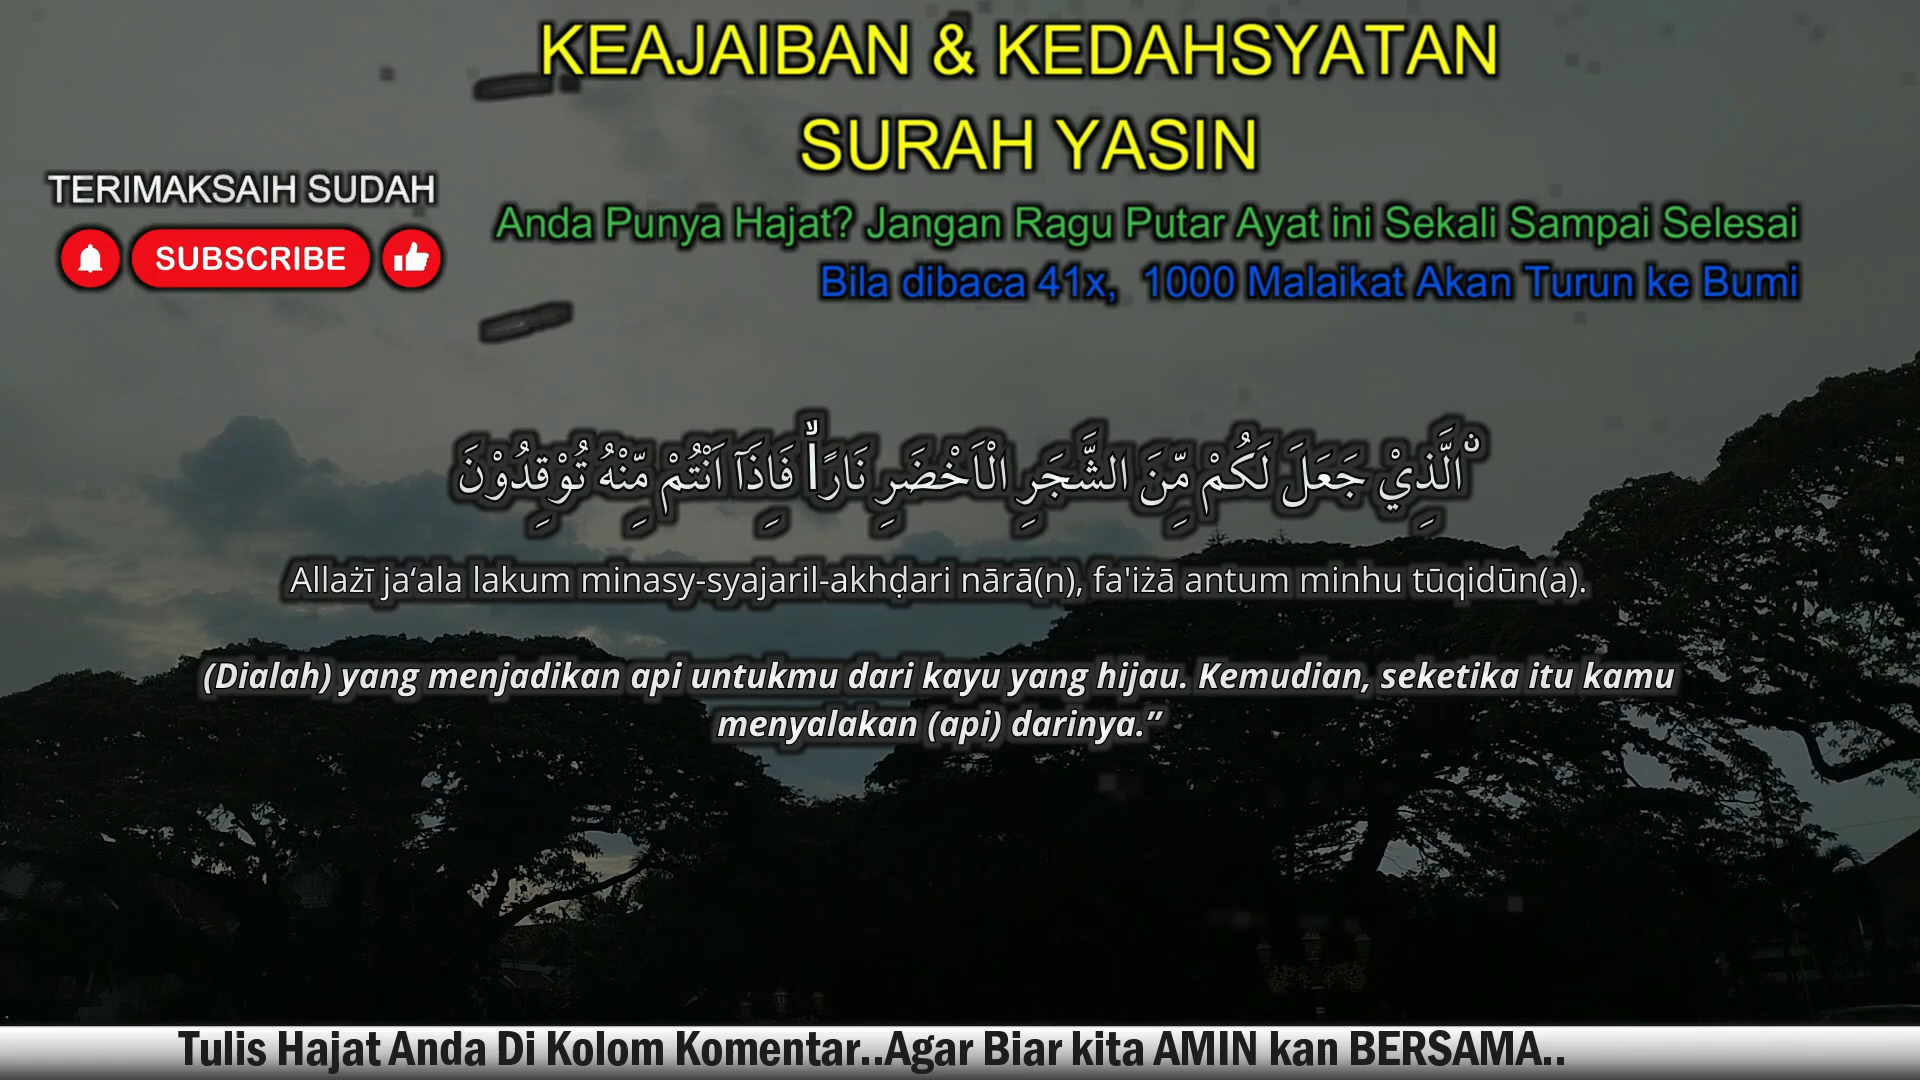 KEAJAIBAN & KEDAHSYATAN
SURAH YASIN
TERIMAKSAIH SUDAH
SUBSCRIBE
Anda Punya Hajat? Jangan Ragu Putar Ayat ini Sekali Sampai Selesai
Bila dibaca 41x, 1000 Malaikat Akan Turun ke Bumi
ۨالَّذِيْ جَعَلَ لَكُمْ مِّنَ الشَّجَرِ الْاَخْضَرِ نَارًاۙ فَاِذَآ اَنْتُمْ مِّنْهُ تُوْقِدُوْنَ
Allażī ja‘ala lakum minasy-syajaril-akhḍari nārā(n), fa'iżā antum minhu tūqidūn(a).
(Dialah) yang menjadikan api untukmu dari kayu yang hijau. Kemudian, seketika itu kamu
menyalakan (api) darinya.”
Tulis Hajat Anda Di Kolom Komentar..Agar Biar kita AMIN kan BERSAMA..